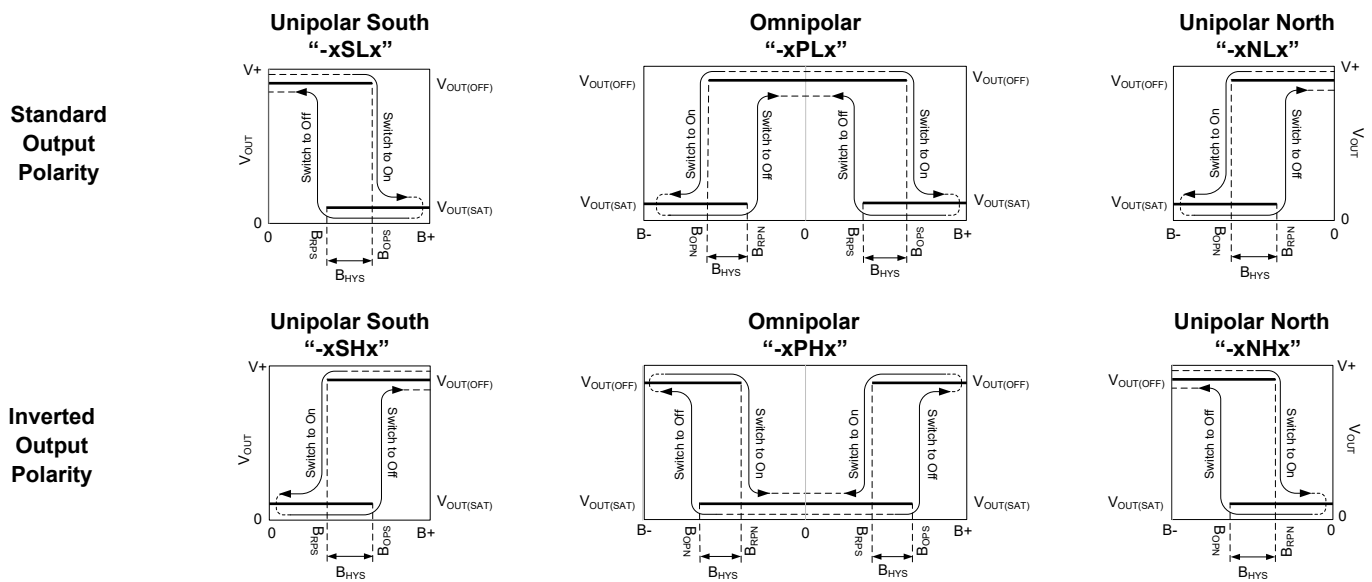 Unipolar South
“-xSLx”
Omnipolar
“-xPLx”
Unipolar North
“-xNLx”
Standard
Output
Polarity
V+
VOUT
0
0
B+
VOUT(OFF)
VOUT(SAT)
Switch to Off
Switch to On
BRPS
BOPS
BHYS
VOUT(OFF)
VOUT(SAT)
Switch to On
Switch to Off
Switch to off
Switch to On
VOUT(OFF)
VOUT(SAT)
B-
BOPN
BRPN
0
BRPS
BOPS
B+
BHYS
BHYS
VOUT(OFF)
VOUT(SAT)
Switch to On
Switch to Off
V+
VOUT
0
B-
BOPN
BRPN
0
BHYS
Unipolar South
“-xSHx”
Omnipolar
“-xPHx”
Unipolar North
“-xNHx”
Inverted
Output
Polarity
V+
VOUT
0
0
B+
VOUT(OFF)
VOUT(SAT)
Switch to On
Switch to Off
BRPS
BOPS
BHYS
VOUT(OFF)
VOUT(SAT)
Switch to Off
Switch to On
Switch to On
Switch to Off
VOUT(OFF)
VOUT(SAT)
B-
BOPN
BRPN
0
BRPS
BOPS
B+
BHYS
BHYS
VOUT(OFF)
VOUT(SAT)
Switch to Off
Switch to On
V+
VOUT
0
B-
BOPN
BRPN
0
BHYS